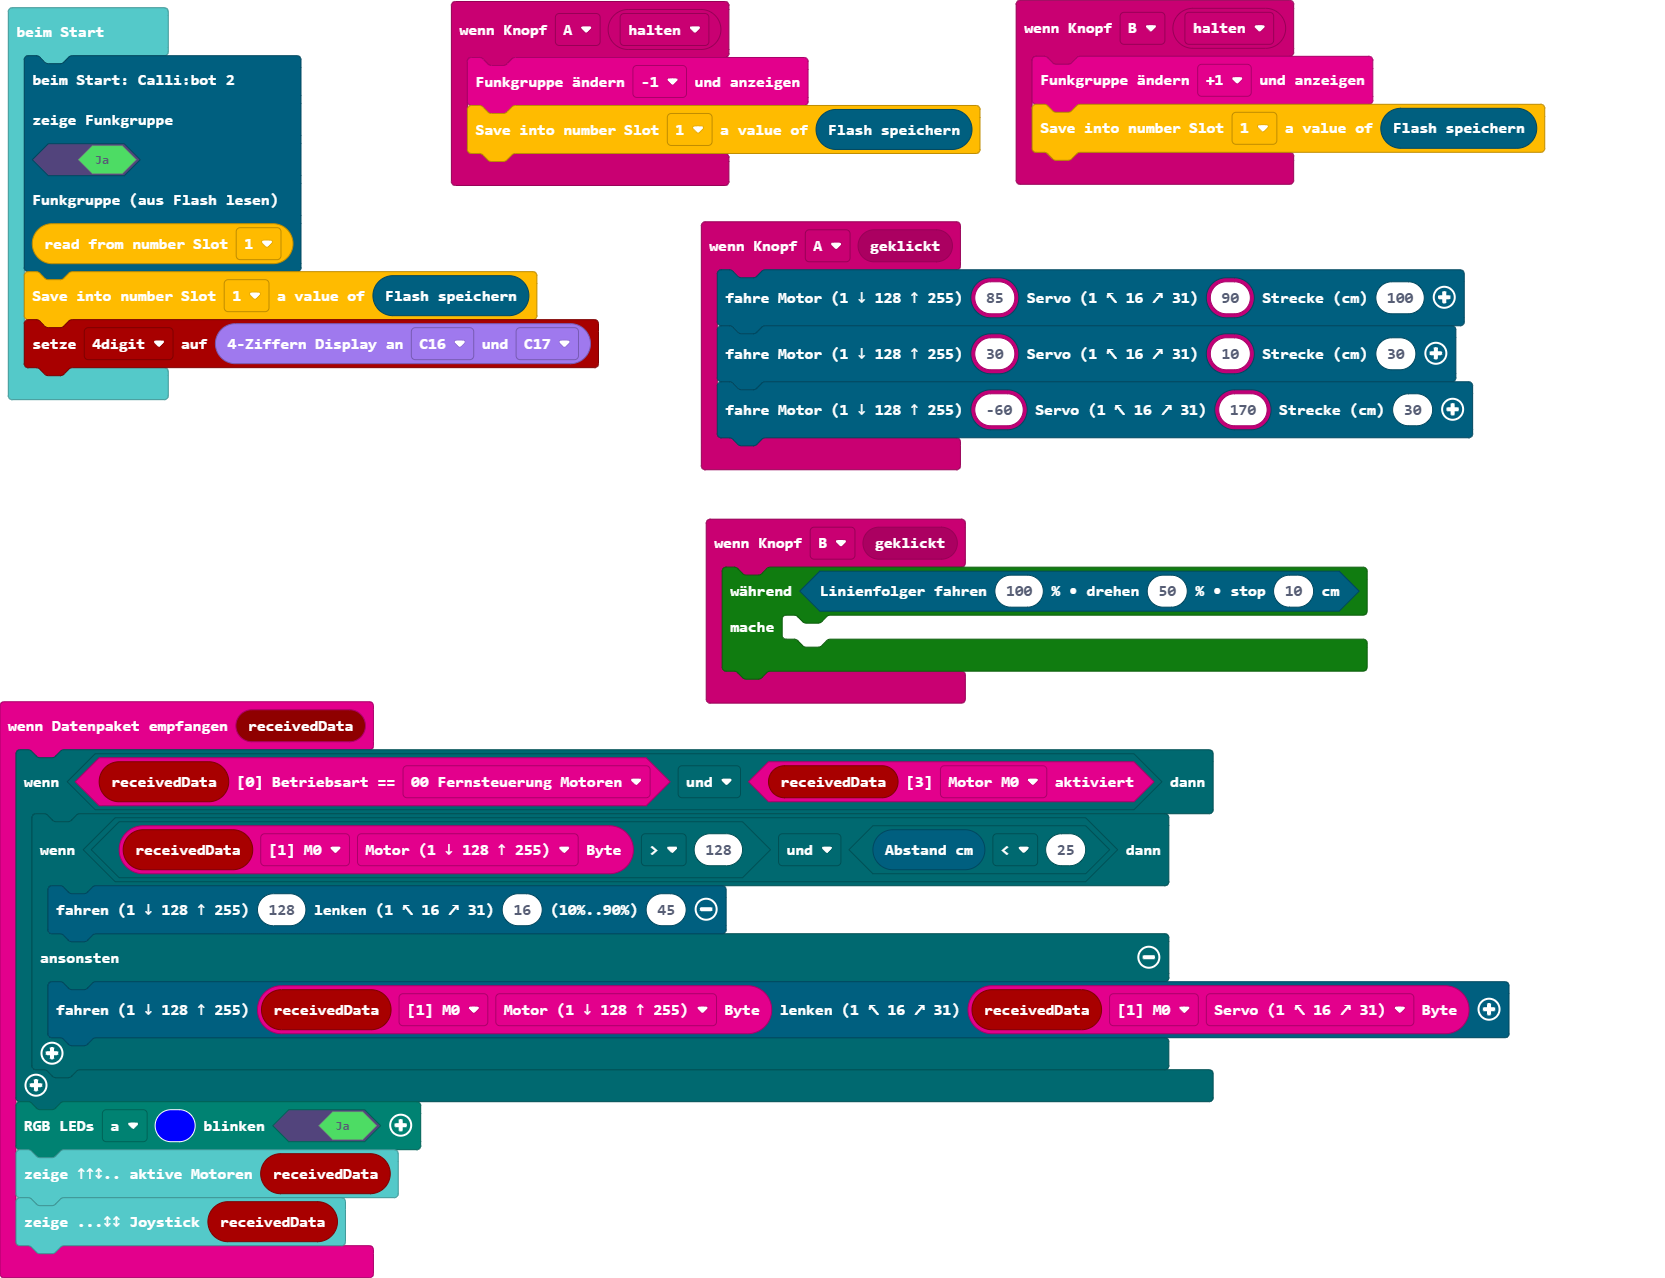 beim Start
beim Start: Calli:bot 2
zeige Funkgruppe
Ja
Funkgruppe (aus Flash lesen)
read from number Slot 1
Save into number Slot 1 a value of Flash speichern
setze 4digit auf 4-Ziffern Display an C16 und C17
wenn Knopf A halten
Funkgruppe ändern -1 und anzeigen
Save into number Slot 1 a value of Flash speichern
wenn Knopf B halten
Funkgruppe ändern +1 und anzeigen
Save into number Slot 1 a value of Flash speichern
wenn Knopf A geklickt
fahre Motor (1 ↓ 128 ↑ 255) 85 Servo (1 ↖ 16 ↗ 31) 90 Strecke (cm) 100
fahre Motor (1 ↓ 128 ↑ 255) 30 Servo (1 ↖ 16 ↗ 31) 10 Strecke (cm) 30
fahre Motor (1 ↓ 128 ↑ 255) -60 Servo (1 ↖ 16 ↗ 31) 170 Strecke (cm) 30
wenn Knopf B geklickt
während Linienfolger fahren 100 % • drehen 50 % • stop 10 cm
mache
wenn Datenpaket empfangen receivedData
wenn receivedData [0] Betriebsart == 00 Fernsteuerung Motoren und receivedData [3] Motor M0 aktiviert dann
wenn receivedData [1] M0 Motor (1 ↓ 128 ↑ 255) Byte > 128 und Abstand cm < 25 dann
fahren (1 ↓ 128 ↑ 255) 128 lenken (1 ↖ 16 ↗ 31) 16 (10%..90%) 45
ansonsten
fahren (1 ↓ 128 ↑ 255) receivedData [1] M0 Motor (1 ↓ 128 ↑ 255) Byte lenken (1 ↖ 16 ↗ 31) receivedData [1] M0 Servo (1 ↖ 16 ↗ 31) Byte
RGB LEDs a blinken Ja
zeige ↑↑↕.. aktive Motoren receivedData
zeige ...↕↕ Joystick receivedData